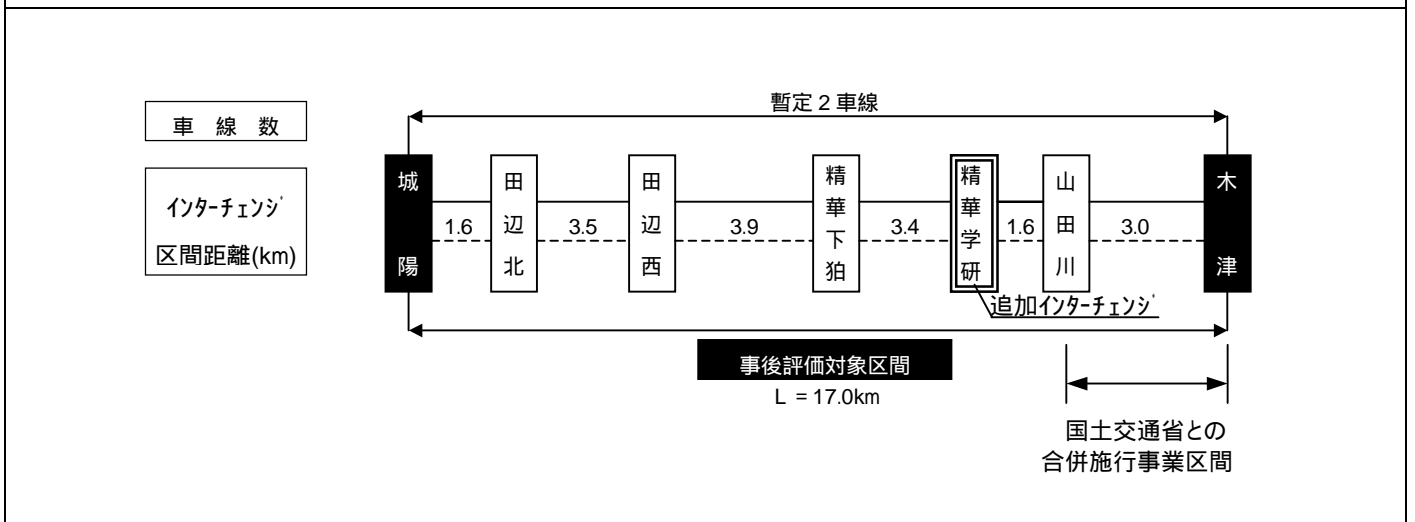 暫定２車線
車線数
インターチェンジ
区間距離(km)
城陽
1.6
田辺北
3.5
田辺西
3.9
精華下狛
3.4
精華学研
1.6
山田川
3.0
木津
追加インターチェンジ
事後評価対象区間
L = 17.0km
国土交通省との
合併施行事業区間